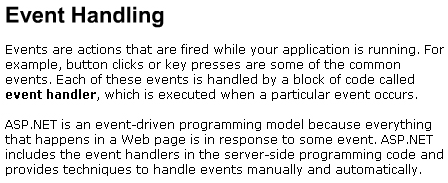 Event Handling
Events are actions that are fired while your application is running. For
example, button clicks or key presses are some of the common
events. Each of these events is handled by a block of code called
event handler, which is executed when a particular event occurs.
ASP.NET is an event-driven programming model because everything
that happens in a Web page is in response to some event. ASP.NET
includes the event handlers in the server-side programming code and
provides techniques to handle events manually and automatically.